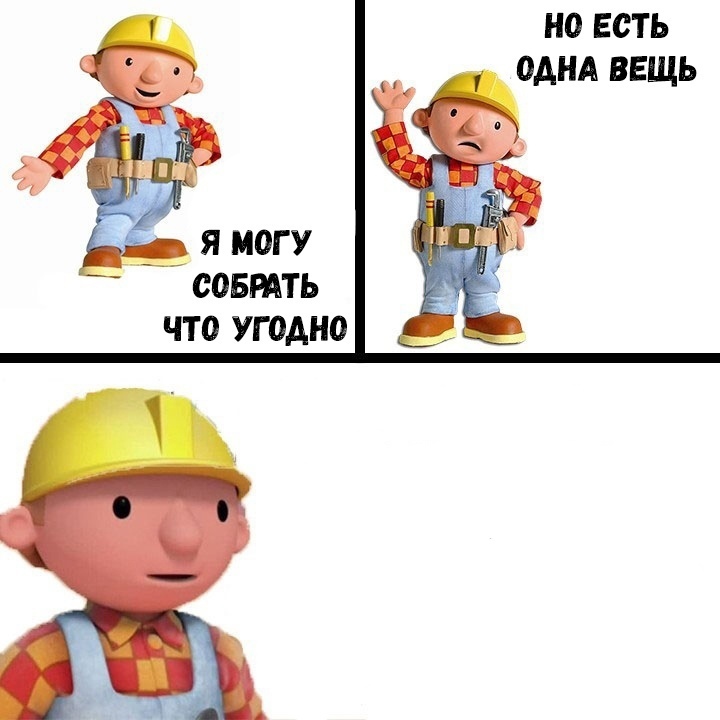 Я МОГУ
СОБРАТЬ
ЧТО УГОДНО
НО ЕСТЬ
ОДНА ВЕЩЬ